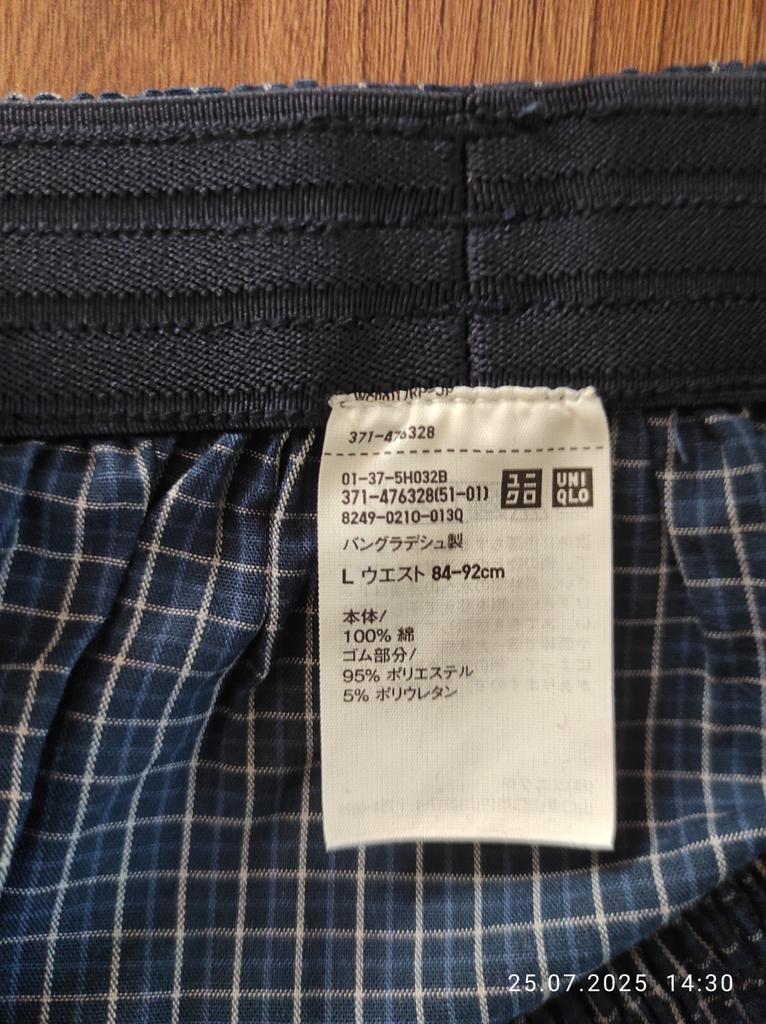 371-476328
01-37-5H032B
371-476328(51-01)
8249-0210-013Q
ユニクロ
UNIQLO
バングラデシュ製
L ウエスト 84-92cm
本体/
100% 綿
ゴム部分/
95% ポリエステル
5% ポリウレタン
25.07.2025 14:30